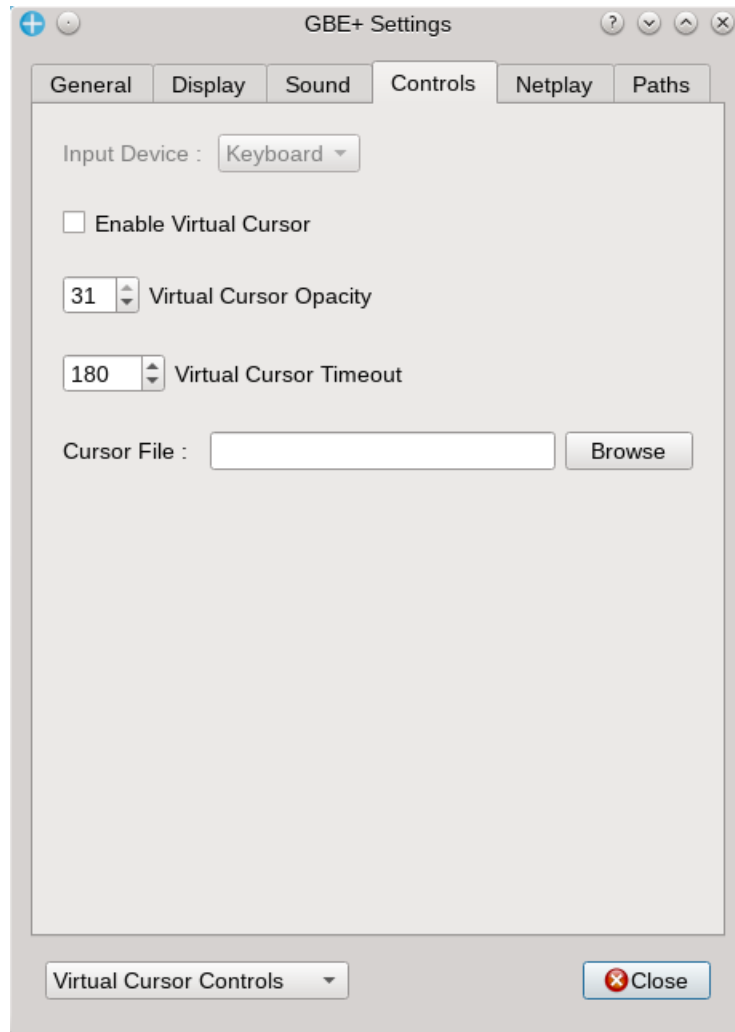 GBE+ Settings
General Display Sound Controls Netplay Paths
Input Device : Keyboard
Enable Virtual Cursor
31 Virtual Cursor Opacity
180 Virtual Cursor Timeout
Cursor File : Browse
Virtual Cursor Controls Close